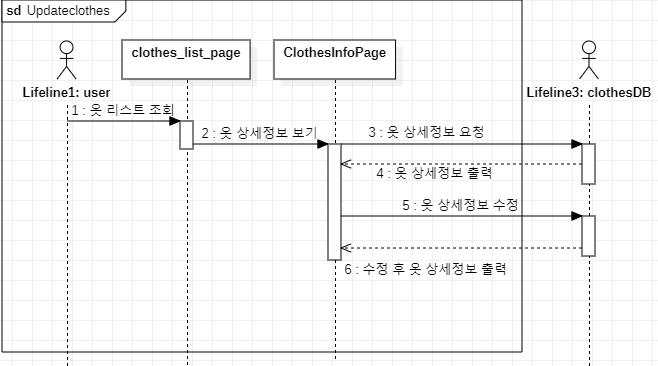 sd Updateclothes
clothes_list_page
ClothesInfoPage
Lifeline1: user
Lifeline3: clothesDB
1 : 옷 리스트 조회
2 : 옷 상세정보 보기
3 : 옷 상세정보 요청
4 : 옷 상세정보 출력
5 : 옷 상세정보 수정
6 : 수정 후 옷 상세정보 출력